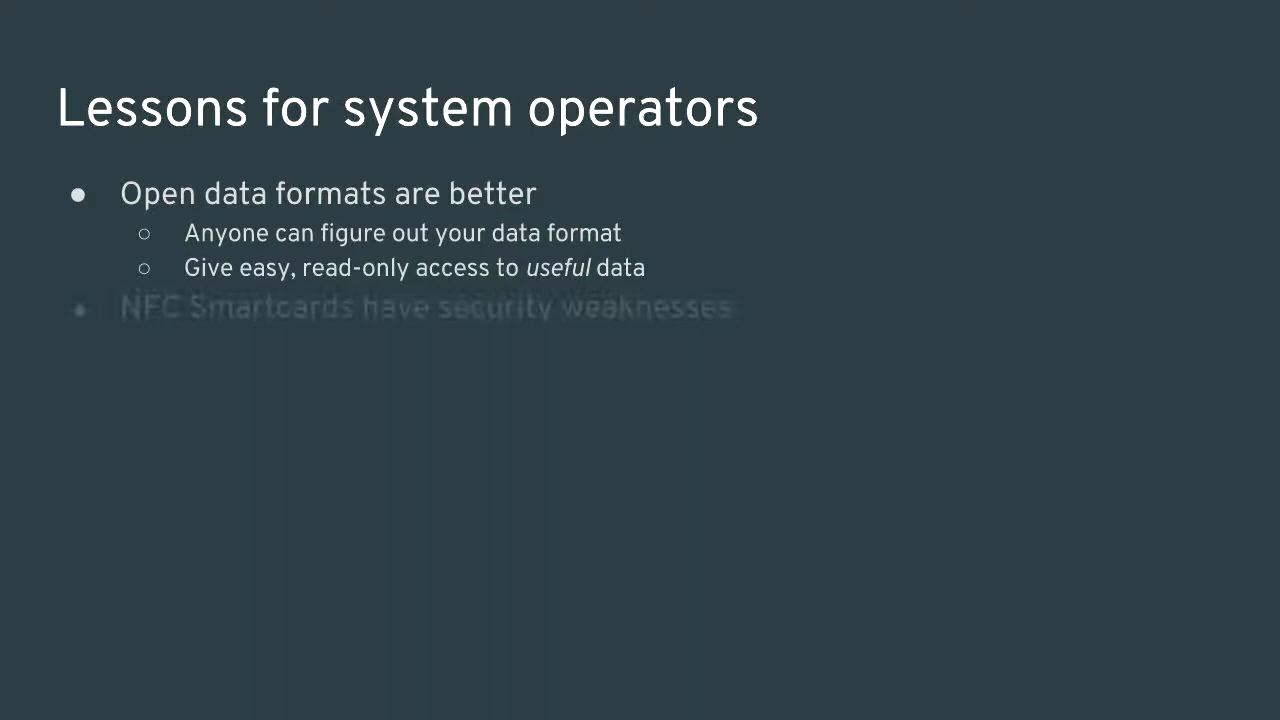 Lessons for system operators
● Open data formats are better
○ Anyone can figure out your data format
○ Give easy, read-only access to useful data
● NFC Smartcards have security weaknesses